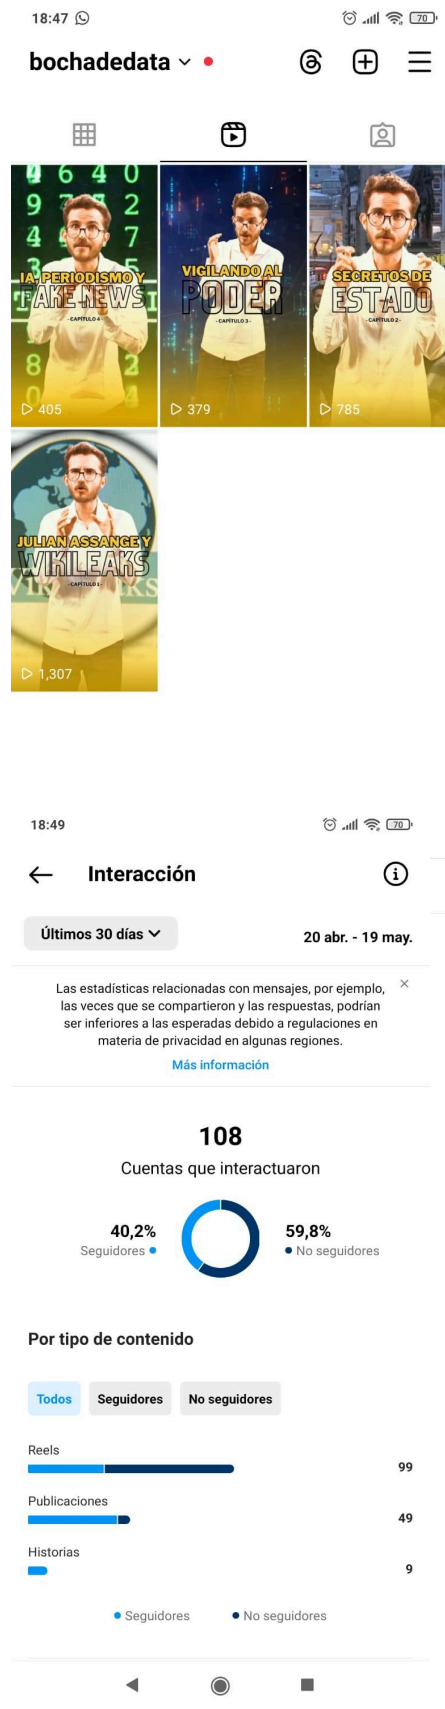 18:47
70
bochadedata
IA, PERIODISMO Y
FAKE NEWS
- CAPÍTULO 4 -
405
VIGILANDO AL
PODER
- CAPÍTULO 3 -
379
SECRETOS DE
ESTADO
- CAPÍTULO 2 -
785
JULIAN ASSANGE Y
WIKILEAKS
- CAPÍTULO 1 -
1,307
18:49
70
Interacción
Últimos 30 días
20 abr. - 19 may.
Las estadísticas relacionadas con mensajes, por ejemplo,
las veces que se compartieron y las respuestas, podrían
ser inferiores a las esperadas debido a regulaciones en
materia de privacidad en algunas regiones.
Más información
108
Cuentas que interactuaron
40,2%
Seguidores
59,8%
No seguidores
Por tipo de contenido
Todos
Seguidores
No seguidores
Reels
99
Publicaciones
49
Historias
9
Seguidores
No seguidores